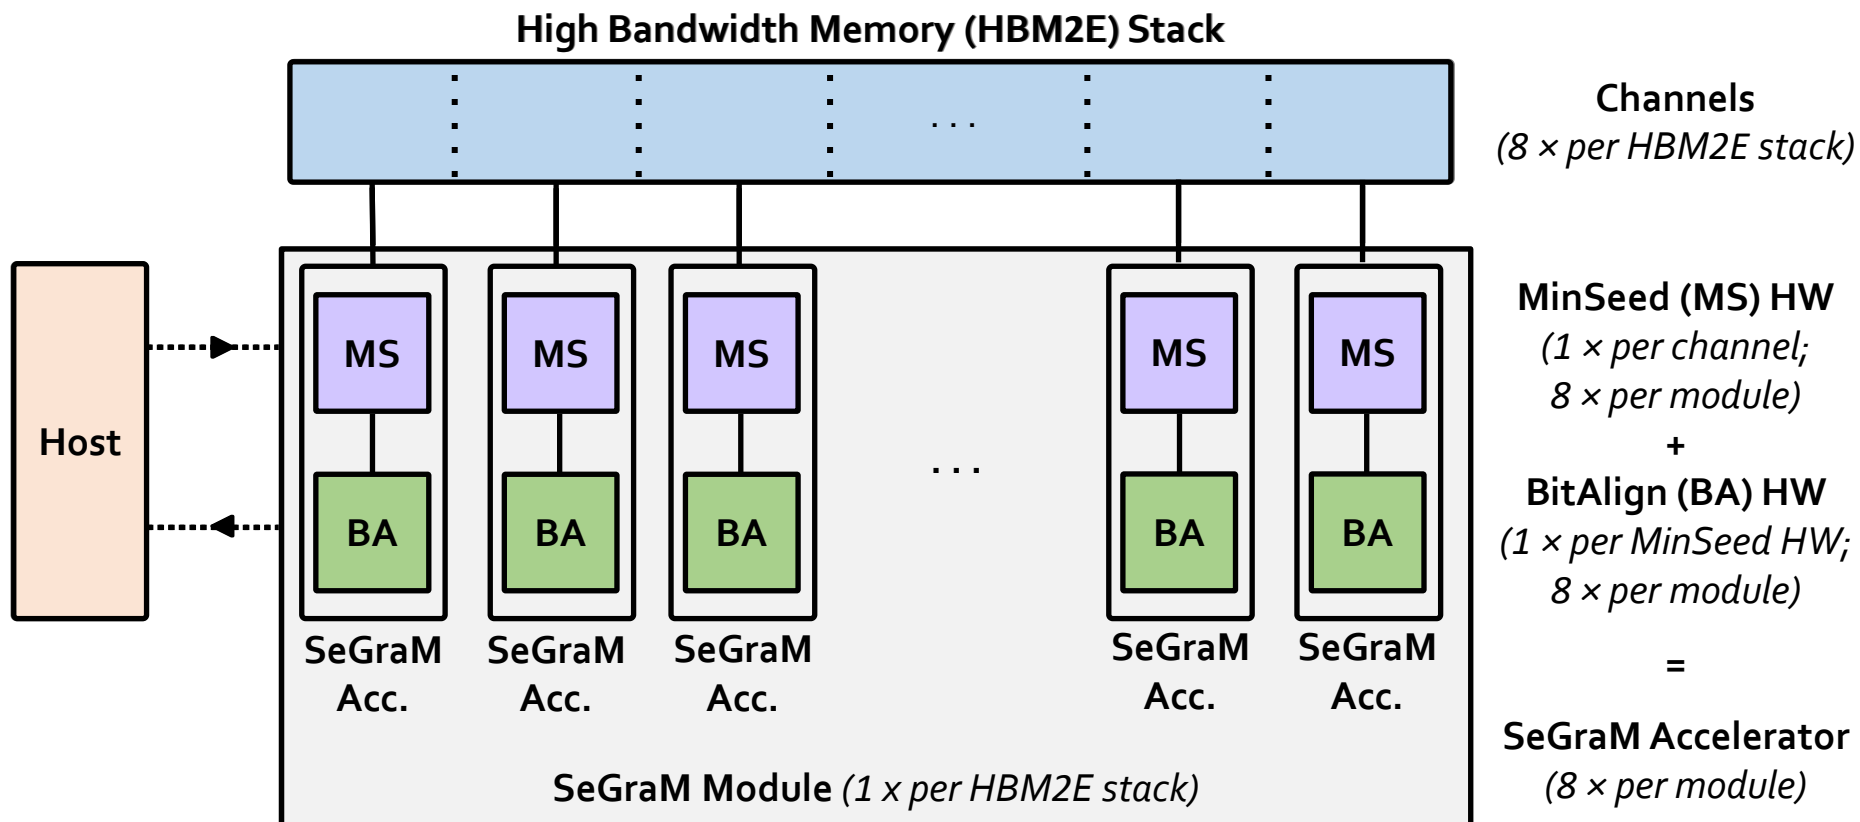 High Bandwidth Memory (HBM2E) Stack
. . .
Channels
(8 × per HBM2E stack)
Host
MS MS MS MS MS
. . .
BA BA BA BA BA
SeGraM Acc.
SeGraM Acc.
SeGraM Acc.
SeGraM Acc.
SeGraM Acc.
SeGraM Module (1 x per HBM2E stack)
MinSeed (MS) HW
(1 × per channel;
8 × per module)
+
BitAlign (BA) HW
(1 × per MinSeed HW;
8 × per module)
=
SeGraM Accelerator
(8 × per module)